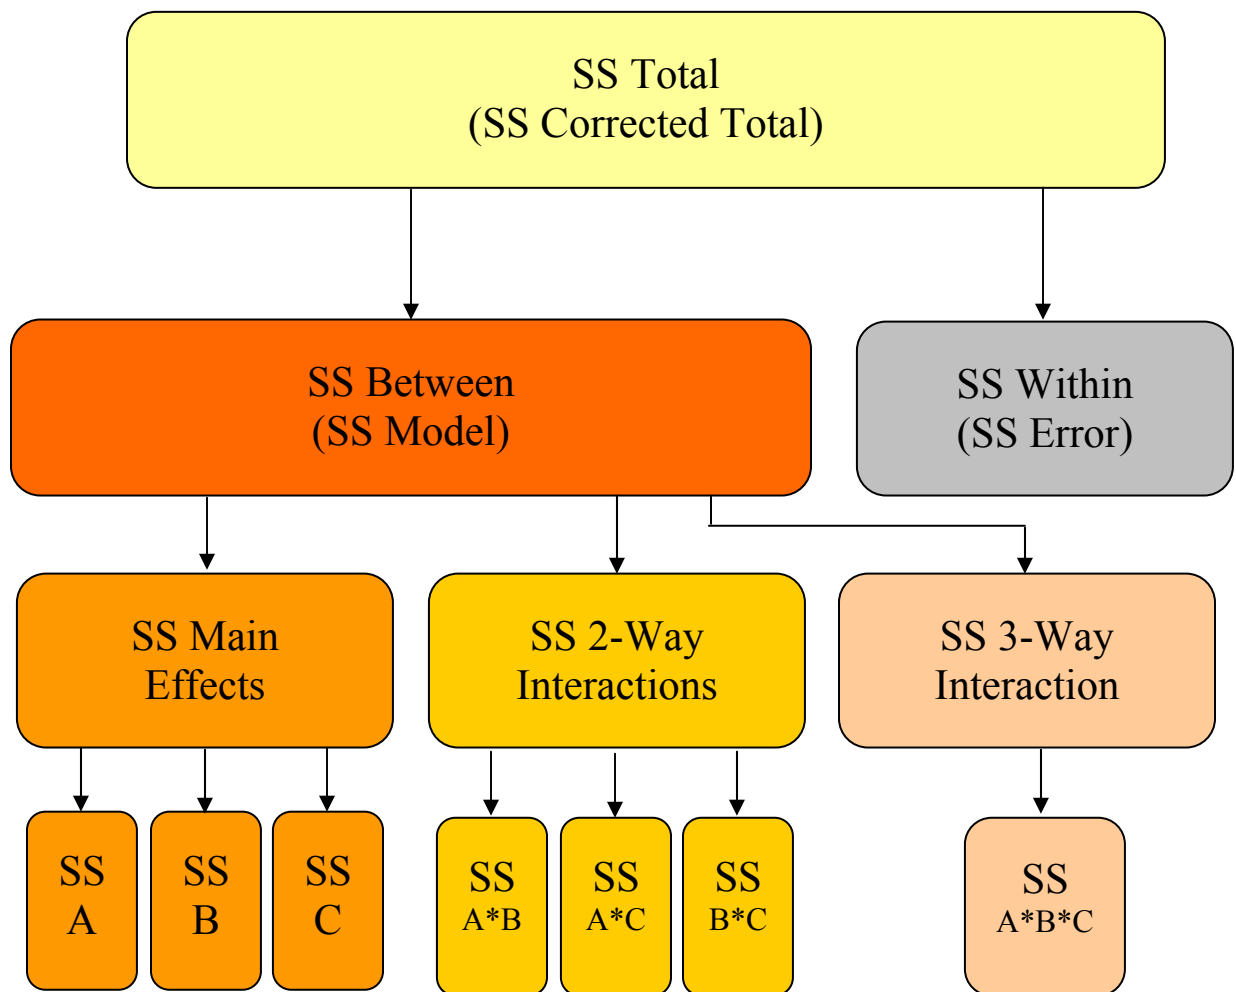 SS Total
(SS Corrected Total)
SS Between
(SS Model)
SS Within
(SS Error)
SS Main
Effects
SS 2-Way
Interactions
SS 3-Way
Interaction
SS
A
SS
B
SS
C
SS
A*B
SS
A*C
SS
B*C
SS
A*B*C